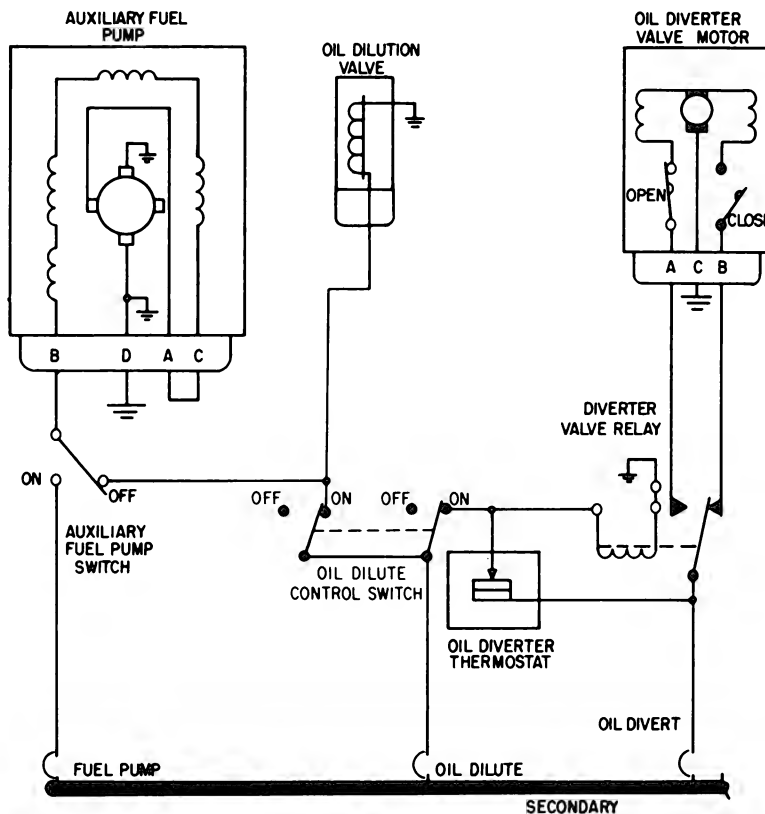 AUXILIARY FUEL
PUMP
OIL DILUTION
VALVE
OIL DIVERTER
VALVE MOTOR
OPEN
CLOSE
A C B
B D A C
DIVERTER
VALVE RELAY
ON
OFF
AUXILIARY
FUEL PUMP
SWITCH
OFF ON OFF ON
OIL DILUTE
CONTROL SWITCH
OIL DIVERTER
THERMOSTAT
OIL DIVERT
FUEL PUMP
OIL DILUTE
SECONDARY